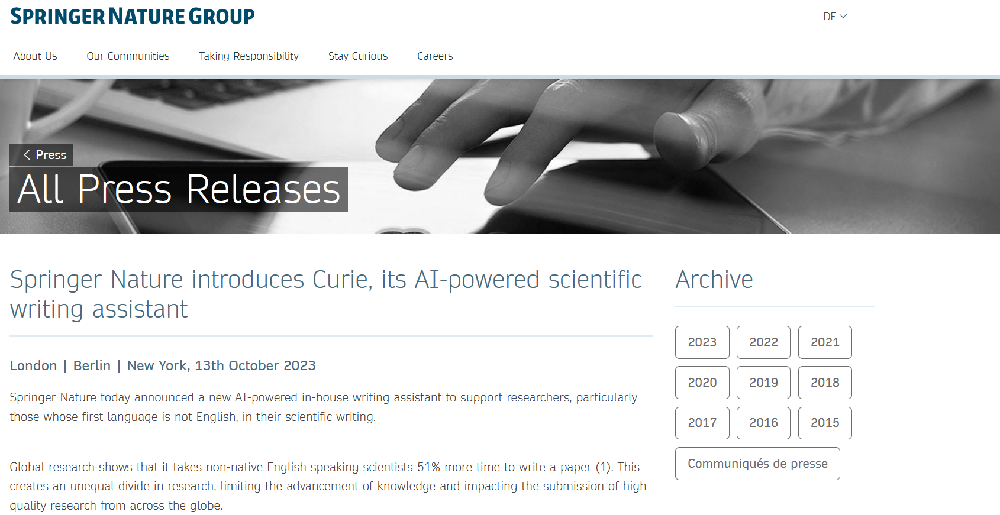 SPRINGER NATURE GROUP
DE
About Us Our Communities Taking Responsibility Stay Curious Careers
Press
All Press Releases
Springer Nature introduces Curie, its AI-powered scientific
writing assistant
London | Berlin | New York, 13th October 2023
Springer Nature today announced a new AI-powered in-house writing assistant to support researchers, particularly
those whose first language is not English, in their scientific writing.
Global research shows that it takes non-native English speaking scientists 51% more time to write a paper (1). This
creates an unequal divide in research, limiting the advancement of knowledge and impacting the submission of high
quality research from across the globe.
Archive
2023 2022 2021
2020 2019 2018
2017 2016 2015
Communiqués de presse